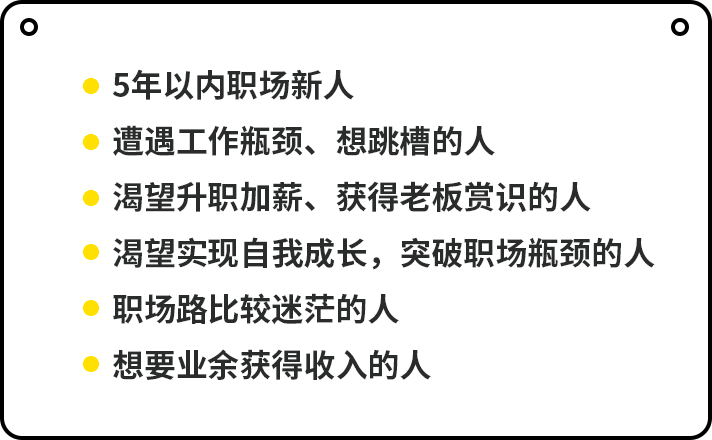 5年以内职场新人
遭遇工作瓶颈、想跳槽的人
渴望升职加薪、获得老板赏识的人
渴望实现自我成长，突破职场瓶颈的人
职场路比较迷茫的人
想要业余获得收入的人